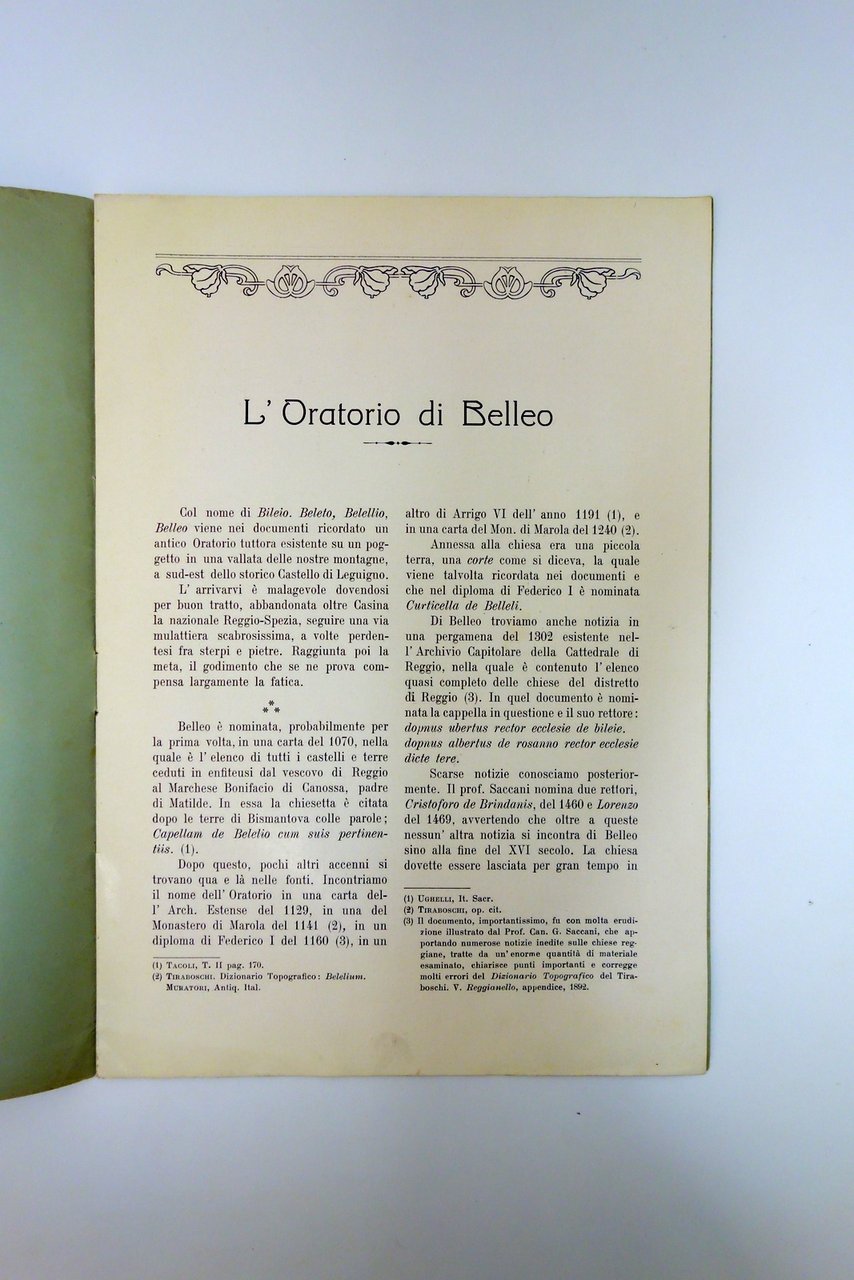 L' Oratorio di Belleo
Col nome di Bileio. Beleto, Belellio,
Belleo viene nei documenti ricordato un
antico Oratorio tuttora esistente su un pog-
getto in una vallata delle nostre montagne,
a sud-est dello storico Castello di Leguigno.
L' arrivarvi è malagevole dovendosi
per buon tratto, abbandonata oltre Casina
la nazionale Reggio-Spezia, seguire una via
mulattiera scabrosissima, a volte perden-
tesi fra sterpi e pietre. Raggiunta poi la
meta, il godimento che se ne prova com-
pensa largamente la fatica.
* * *
Belleo è nominata, probabilmente per
la prima volta, in una carta del 1070, nella
quale è l' elenco di tutti i castelli e terre
ceduti in enfiteusi dal vescovo di Reggio
al Marchese Bonifacio di Canossa, padre
di Matilde. In essa la chiesetta è citata
dopo le terre di Bismantova colle parole;
Capellam de Belelio cum suis pertinen-
tiis. (1).
Dopo questo, pochi altri accenni si
trovano qua e là nelle fonti. Incontriamo
il nome dell' Oratorio in una carta del-
l' Arch. Estense del 1129, in una del
Monastero di Marola del 1141 (2), in un
diploma di Federico I del 1160 (3), in un
(1) TACOLI, T. II pag. 170.
(2) TIRABOSCHI. Dizionario Topografico: Belelium.
MURATORI, Antiq. Ital.
altro di Arrigo VI dell' anno 1191 (1), e
in una carta del Mon. di Marola del 1240 (2).
Annessa alla chiesa era una piccola
terra, una corte come si diceva, la quale
viene talvolta ricordata nei documenti e
che nel diploma di Federico I è nominata
Curticella de Belleli.
Di Belleo troviamo anche notizia in
una pergamena del 1302 esistente nel-
l' Archivio Capitolare della Cattedrale di
Reggio, nella quale è contenuto l' elenco
quasi completo delle chiese del distretto
di Reggio (3). In quel documento è nomi-
nata la cappella in questione e il suo rettore:
dopnus ubertus rector ecclesie de bileie.
dopnus albertus de rosanno rector ecclesie
dicte tere.
Scarse notizie conosciamo posterior-
mente. Il prof. Saccani nomina due rettori,
Cristoforo de Brindanis, del 1460 e Lorenzo
del 1469, avvertendo che oltre a queste
nessun' altra notizia si incontra di Belleo
sino alla fine del XVI secolo. La chiesa
dovette essere lasciata per gran tempo in
(1) UGHELLI, It. Sacr.
(2) TIRABOSCHI, op. cit.
(3) Il documento, importantissimo, fu con molta erudi-
zione illustrato dal Prof. Can. G. Saccani, che ap-
portando numerose notizie inedite sulle chiese reg-
giane, tratte da un' enorme quantità di materiale
esaminato, chiarisce punti importanti e corregge
molti errori del Dizionario Topografico del Tira-
boschi. V. Reggianello, appendice, 1892.